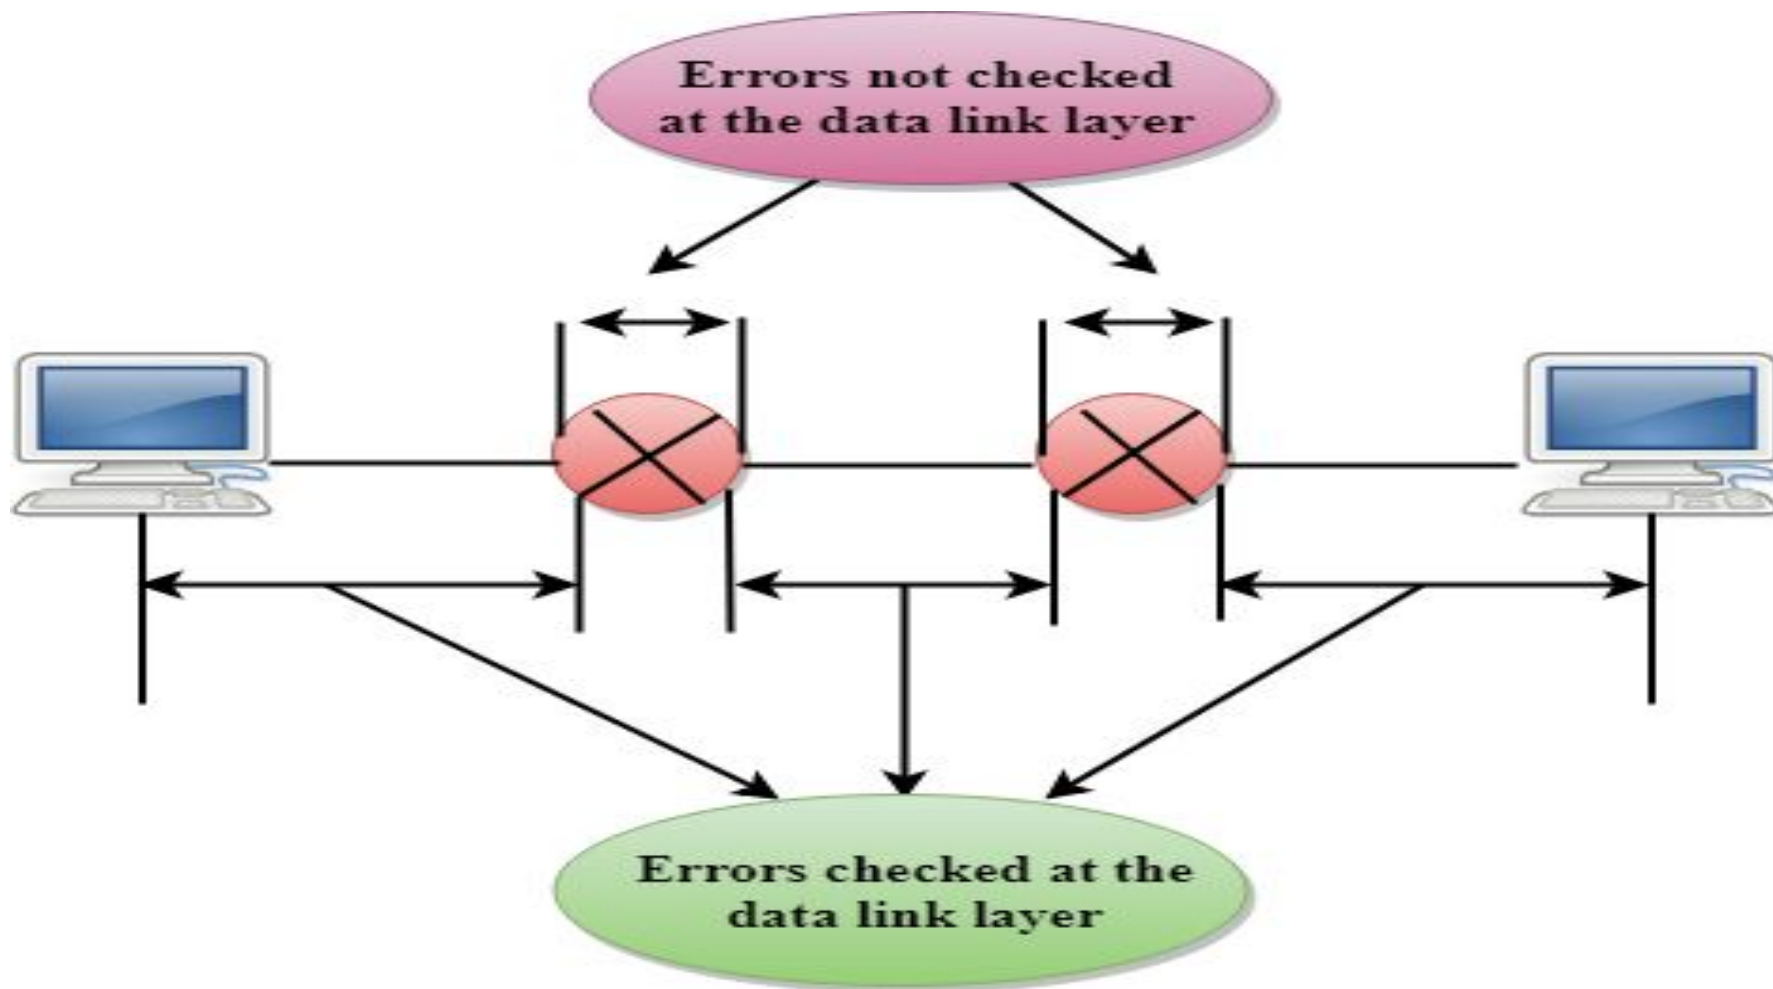 Errors not checked
at the data link layer
Errors checked at the
data link layer